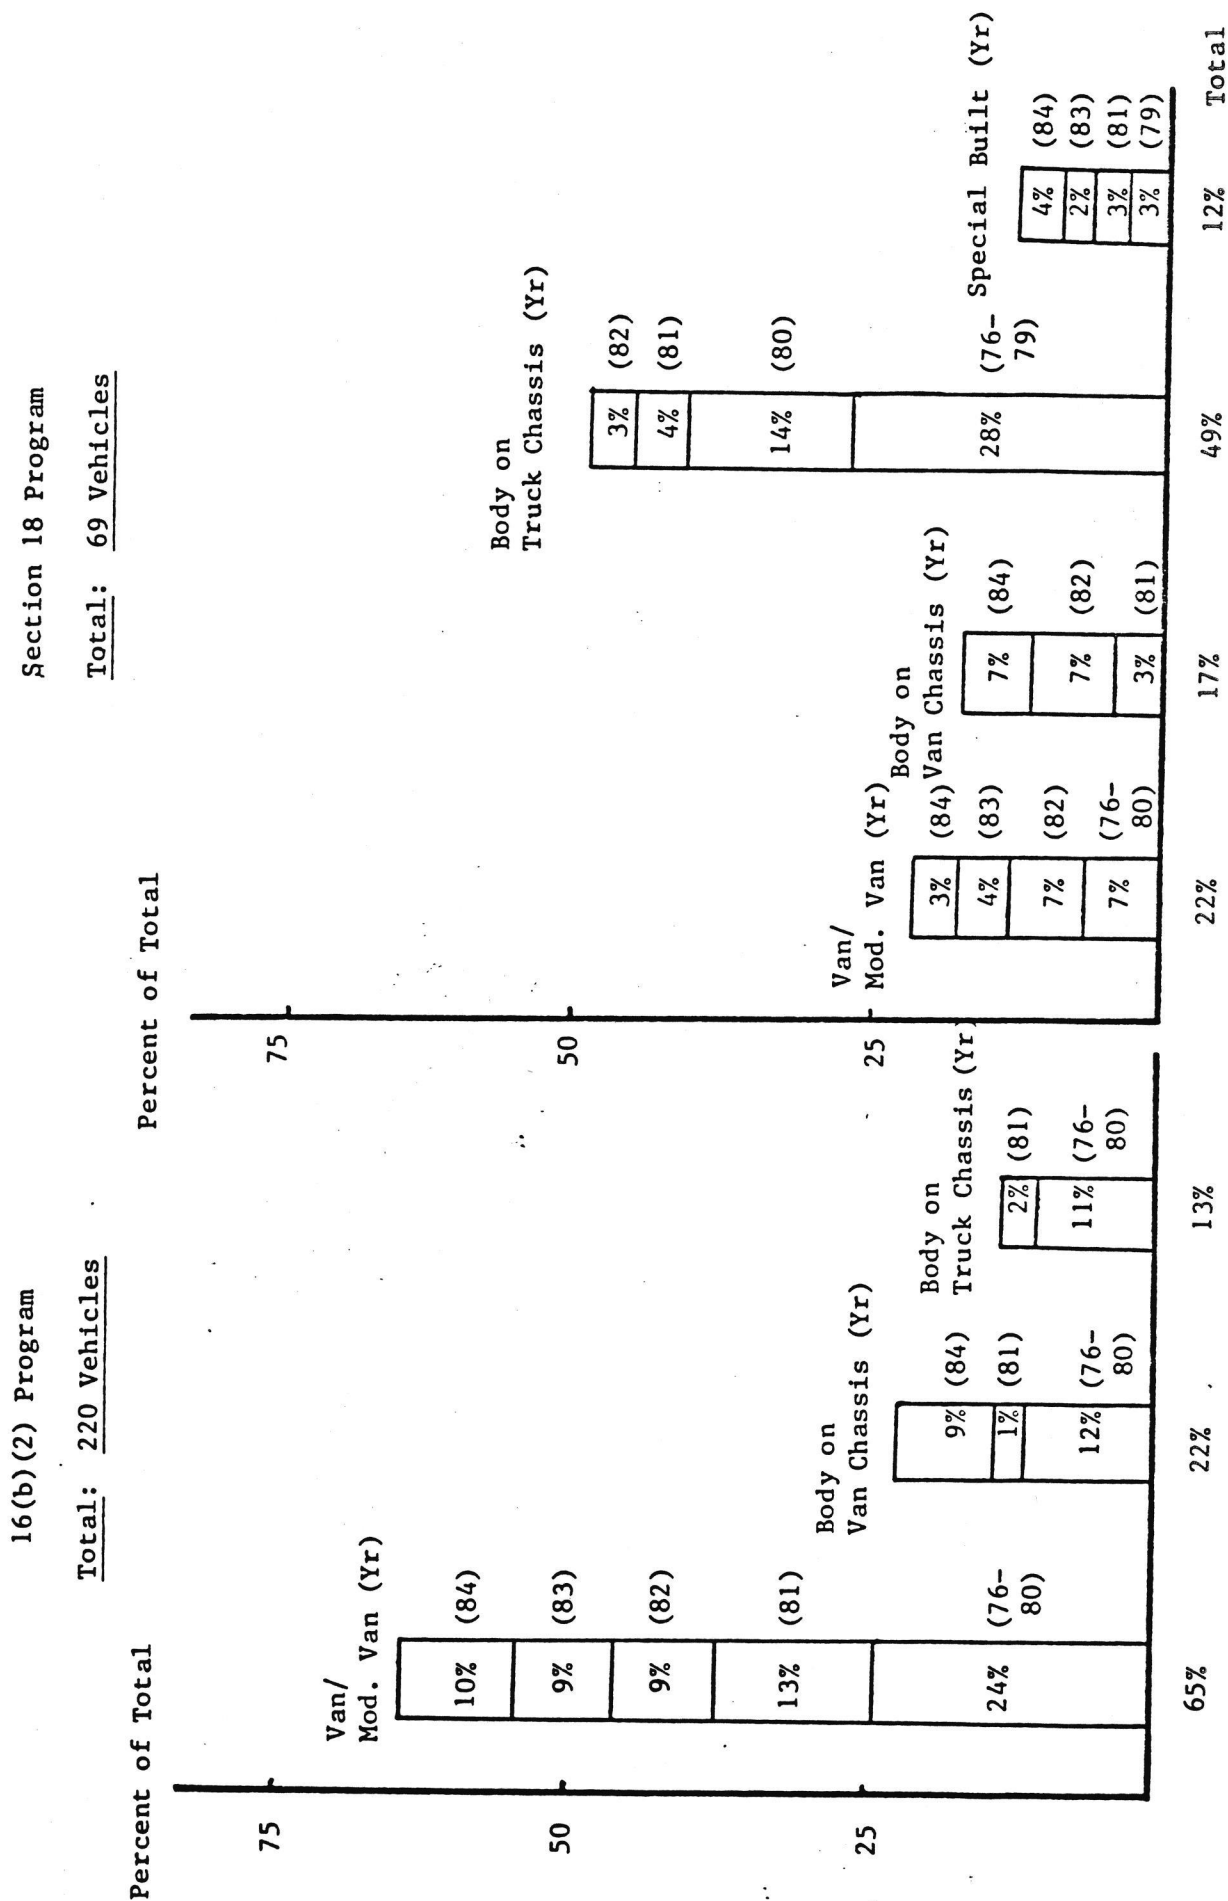 16(b)(2) Program
Total: 220 Vehicles
Percent of Total
75
50
25
Van/
Mod. Van (Yr)
10% (84)
9% (83)
9% (82)
13% (81)
24% (76-
80)
65%
Body on
Van Chassis (Yr)
9% (84)
1% (81)
12% (76-
80)
22%
Body on
Truck Chassis (Yr)
2% (81)
11% (76-
80)
13%
Section 18 Program
Total: 69 Vehicles
Percent of Total
75
50
25
Van/
Mod. Van (Yr)
3% (84)
4% (83)
7% (82)
7% (76-
80)
22%
Body on
Van Chassis (Yr)
7% (84)
7% (82)
3% (81)
17%
Body on
Truck Chassis (Yr)
3% (82)
4% (81)
14% (80)
28% (76-
79)
49%
Special Built (Yr)
4% (84)
2% (83)
3% (81)
3% (79)
12%
Total